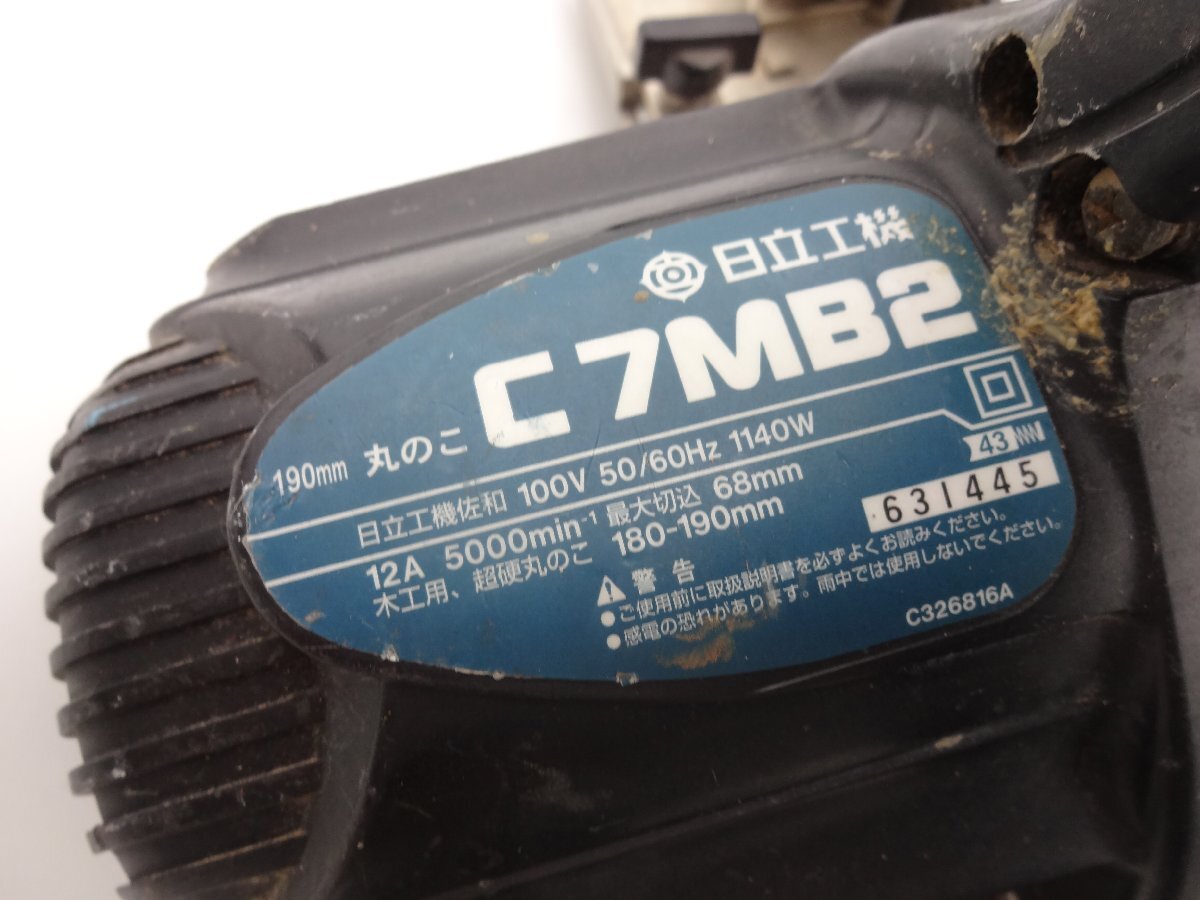 日立工機
C7MB2
190mm 丸のこ
日立工機佐和 100V 50/60Hz 1140W
12A 5000min⁻¹ 最大切込 68mm
木工用、超硬丸のこ 180-190mm
43
631445
警告
●ご使用前に取扱説明書を必ずよくお読みください。
●感電の恐れがあります。雨中では使用しないでください。
C326816A